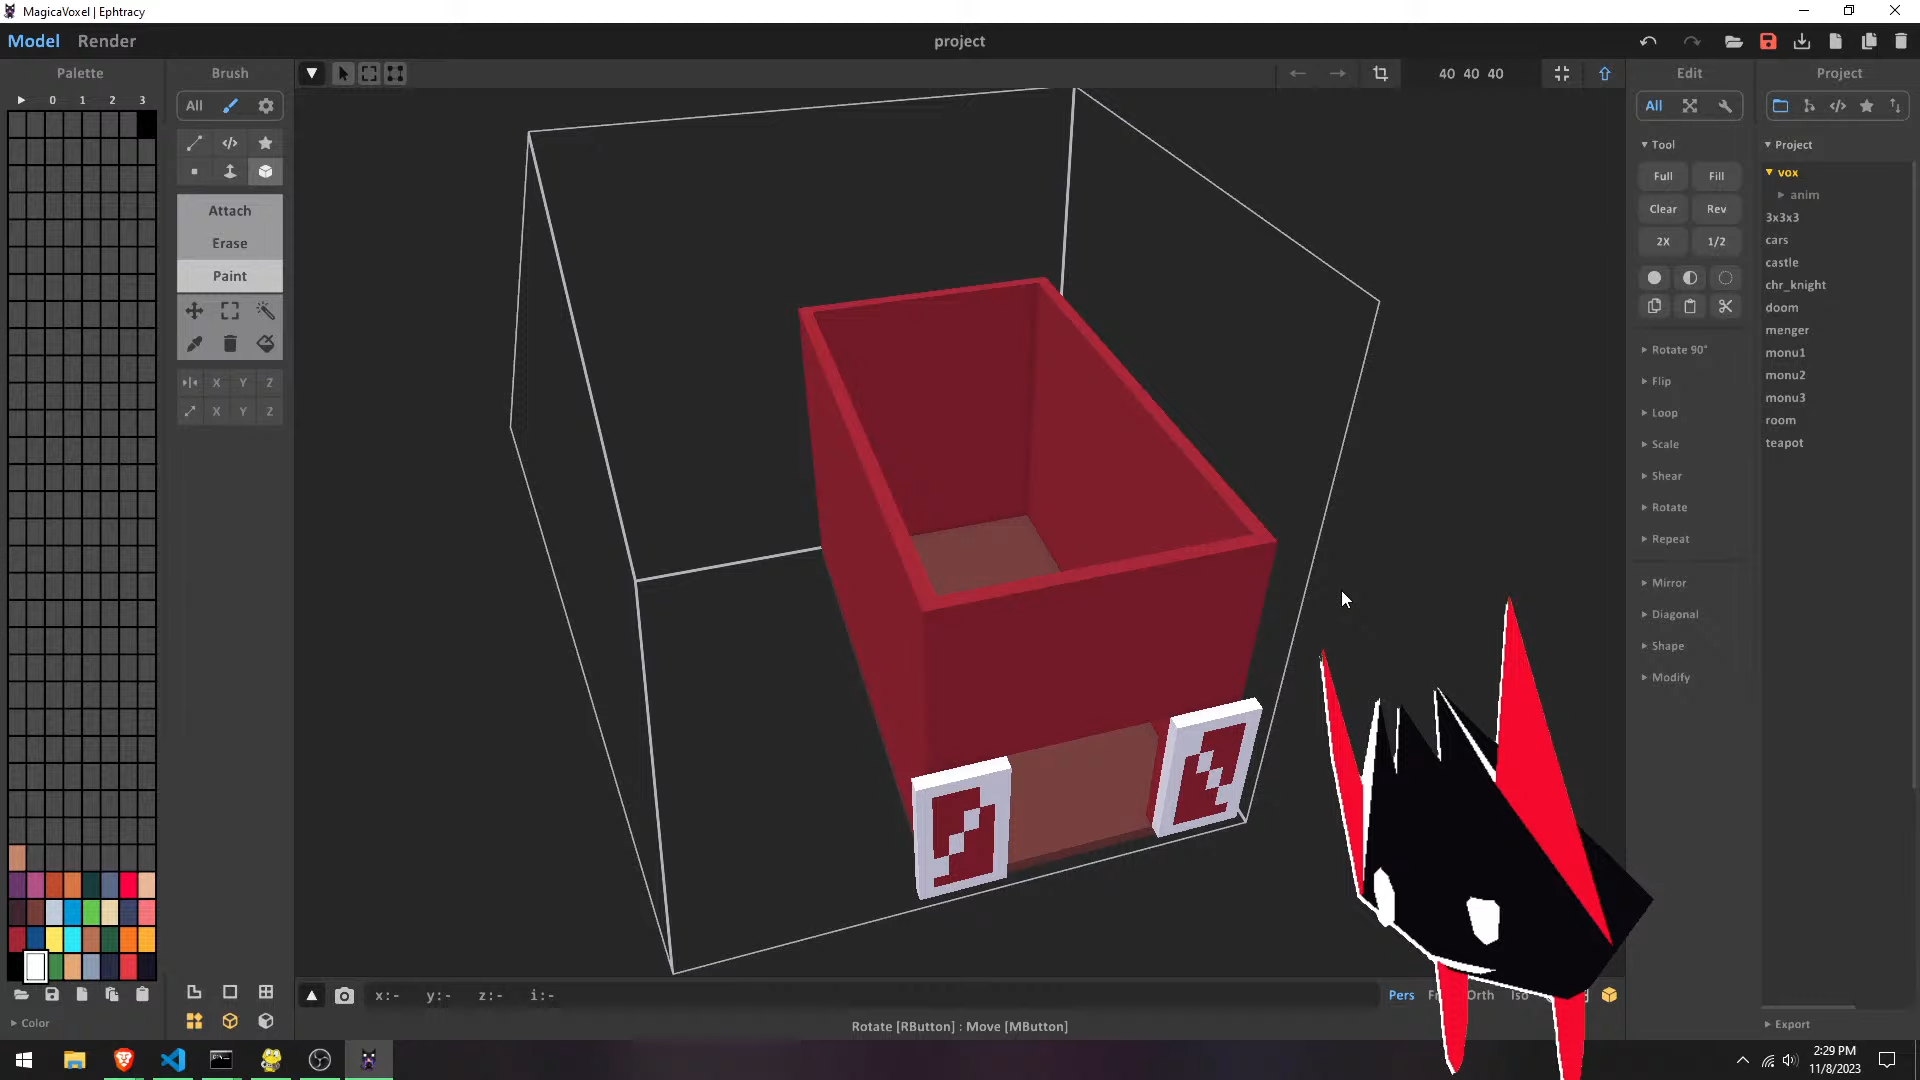 MagicaVoxel | Ephtracy
Model Render project
Palette Brush 40 40 40 Edit Project
0 1 2 3
All All
Tool Project
Full Fill vox
anim
Attach Clear Rev 3x3x3
Erase 2X 1/2 cars
castle
Paint chr_knight
doom
menger
Rotate 90° monu1
X Y Z Flip monu2
X Y Z Loop monu3
Scale room
Shear teapot
Rotate
Repeat
Mirror
Diagonal
Shape
Modify
x:- y:- z:- i:- Pers Orth
Color Rotate [RButton] : Move [MButton] Export
2:29 PM
11/8/2023